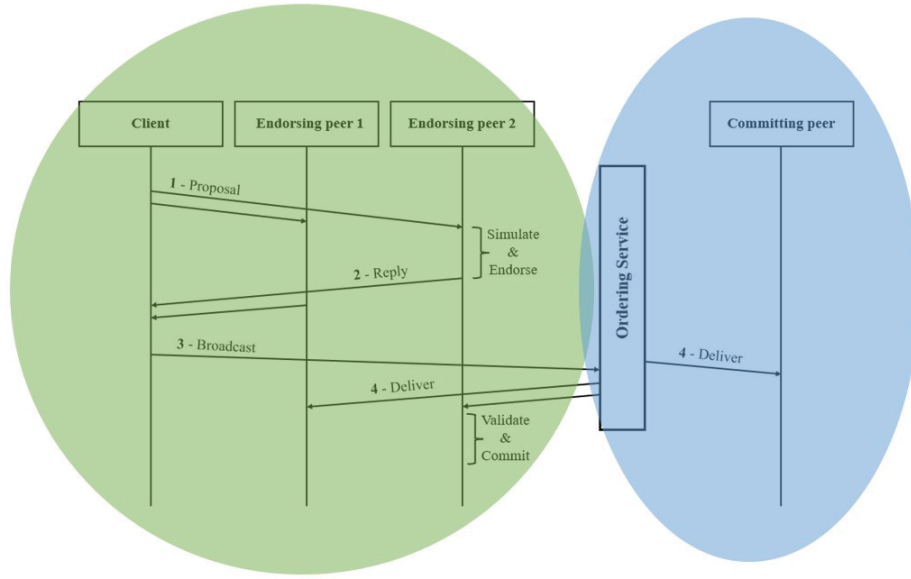 Client
Endorsing peer 1
Endorsing peer 2
Committing peer
1 - Proposal
Simulate
&
Endorse
2 - Reply
Ordering Service
3 - Broadcast
4 - Deliver
4 - Deliver
Validate
&
Commit